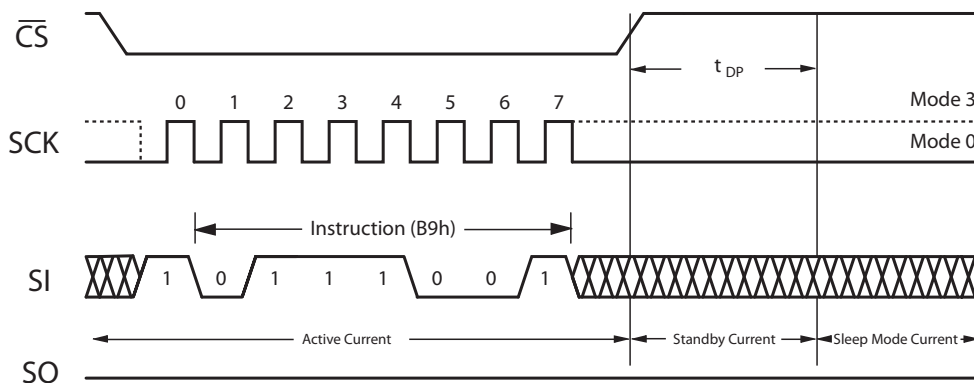 CS
t DP
0 1 2 3 4 5 6 7
Mode 3
SCK
Mode 0
Instruction (B9h)
SI
1 0 1 1 1 0 0 1
Active Current
Standby Current
Sleep Mode Current
SO